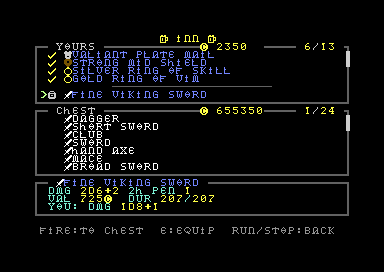 INN
YOURS © 2350 6/13
VALIANT PLATE MAIL
STRONG MID SHIELD
SILVER RING OF SKILL
GOLD RING OF VIM
FINE VIKING SWORD
CHEST © 655350 1/24
DAGGER
SHORT SWORD
CLUB
SWORD
HAND AXE
MACE
BROAD SWORD
FINE VIKING SWORD
DMG 2D6+2 2H PEN 1
VAL 725© DUR 207/207
YOU: DMG 1D8+1
FIRE:TO CHEST E:EQUIP RUN/STOP:BACK